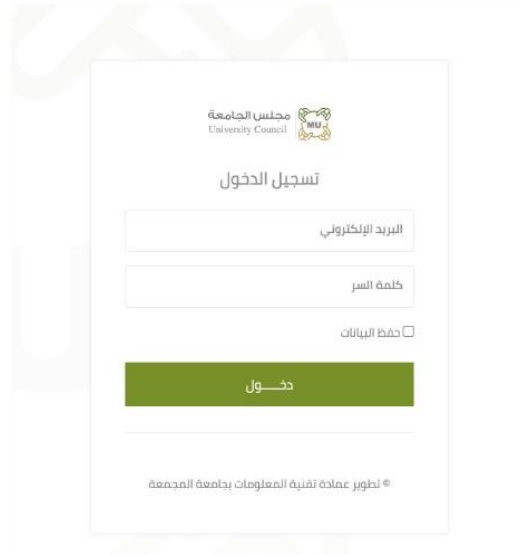 مجلس الجامعة
University Council
MU
تسجيل الدخول
البريد الإلكتروني
كلمة السر
حفظ البيانات
دخـــــول
© تطوير عمادة تقنية المعلومات بجامعة المجمعة